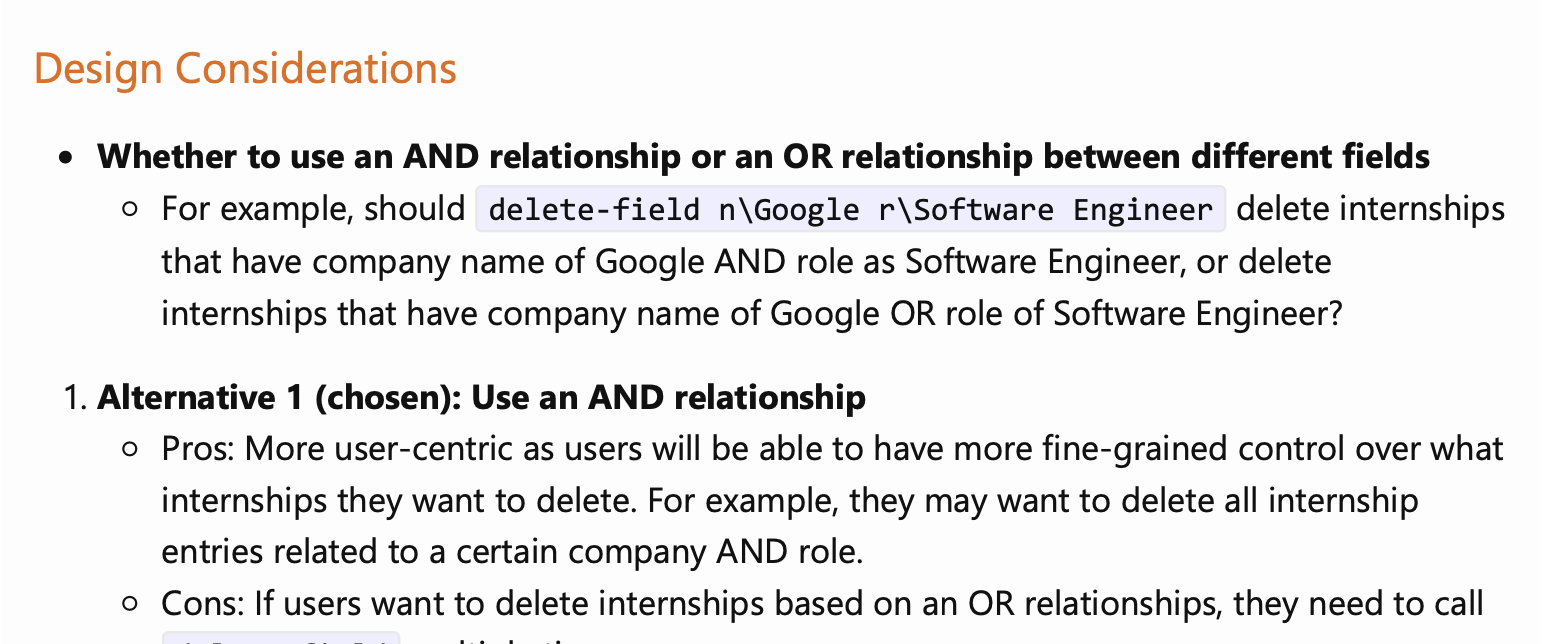 Design Considerations
• Whether to use an AND relationship or an OR relationship between different fields
○ For example, should delete-field n\Google r\Software Engineer delete internships
that have company name of Google AND role as Software Engineer, or delete
internships that have company name of Google OR role of Software Engineer?
1. Alternative 1 (chosen): Use an AND relationship
○ Pros: More user-centric as users will be able to have more fine-grained control over what
internships they want to delete. For example, they may want to delete all internship
entries related to a certain company AND role.
○ Cons: If users want to delete internships based on an OR relationships, they need to call